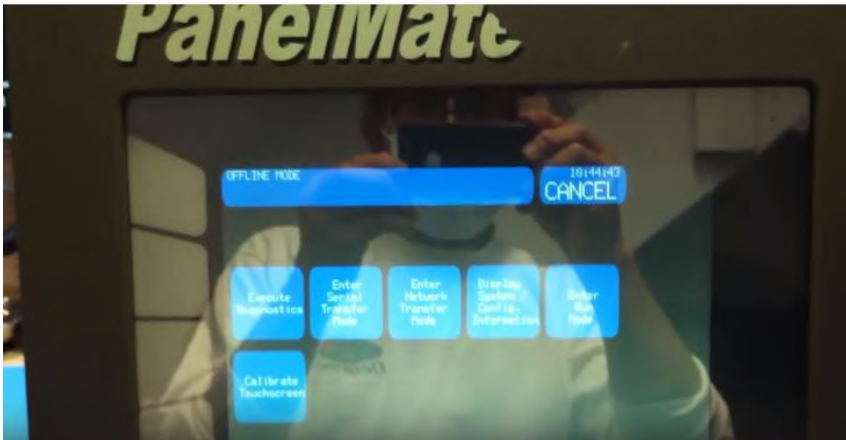 PanelMate
OFFLINE MODE
10:44:43
CANCEL
Execute
Diagnostics
Enter
Serial
Transfer
Mode
Enter
Network
Transfer
Mode
Display
System /
Config.
Information
Enter
Run
Mode
Calibrate
Touchscreen